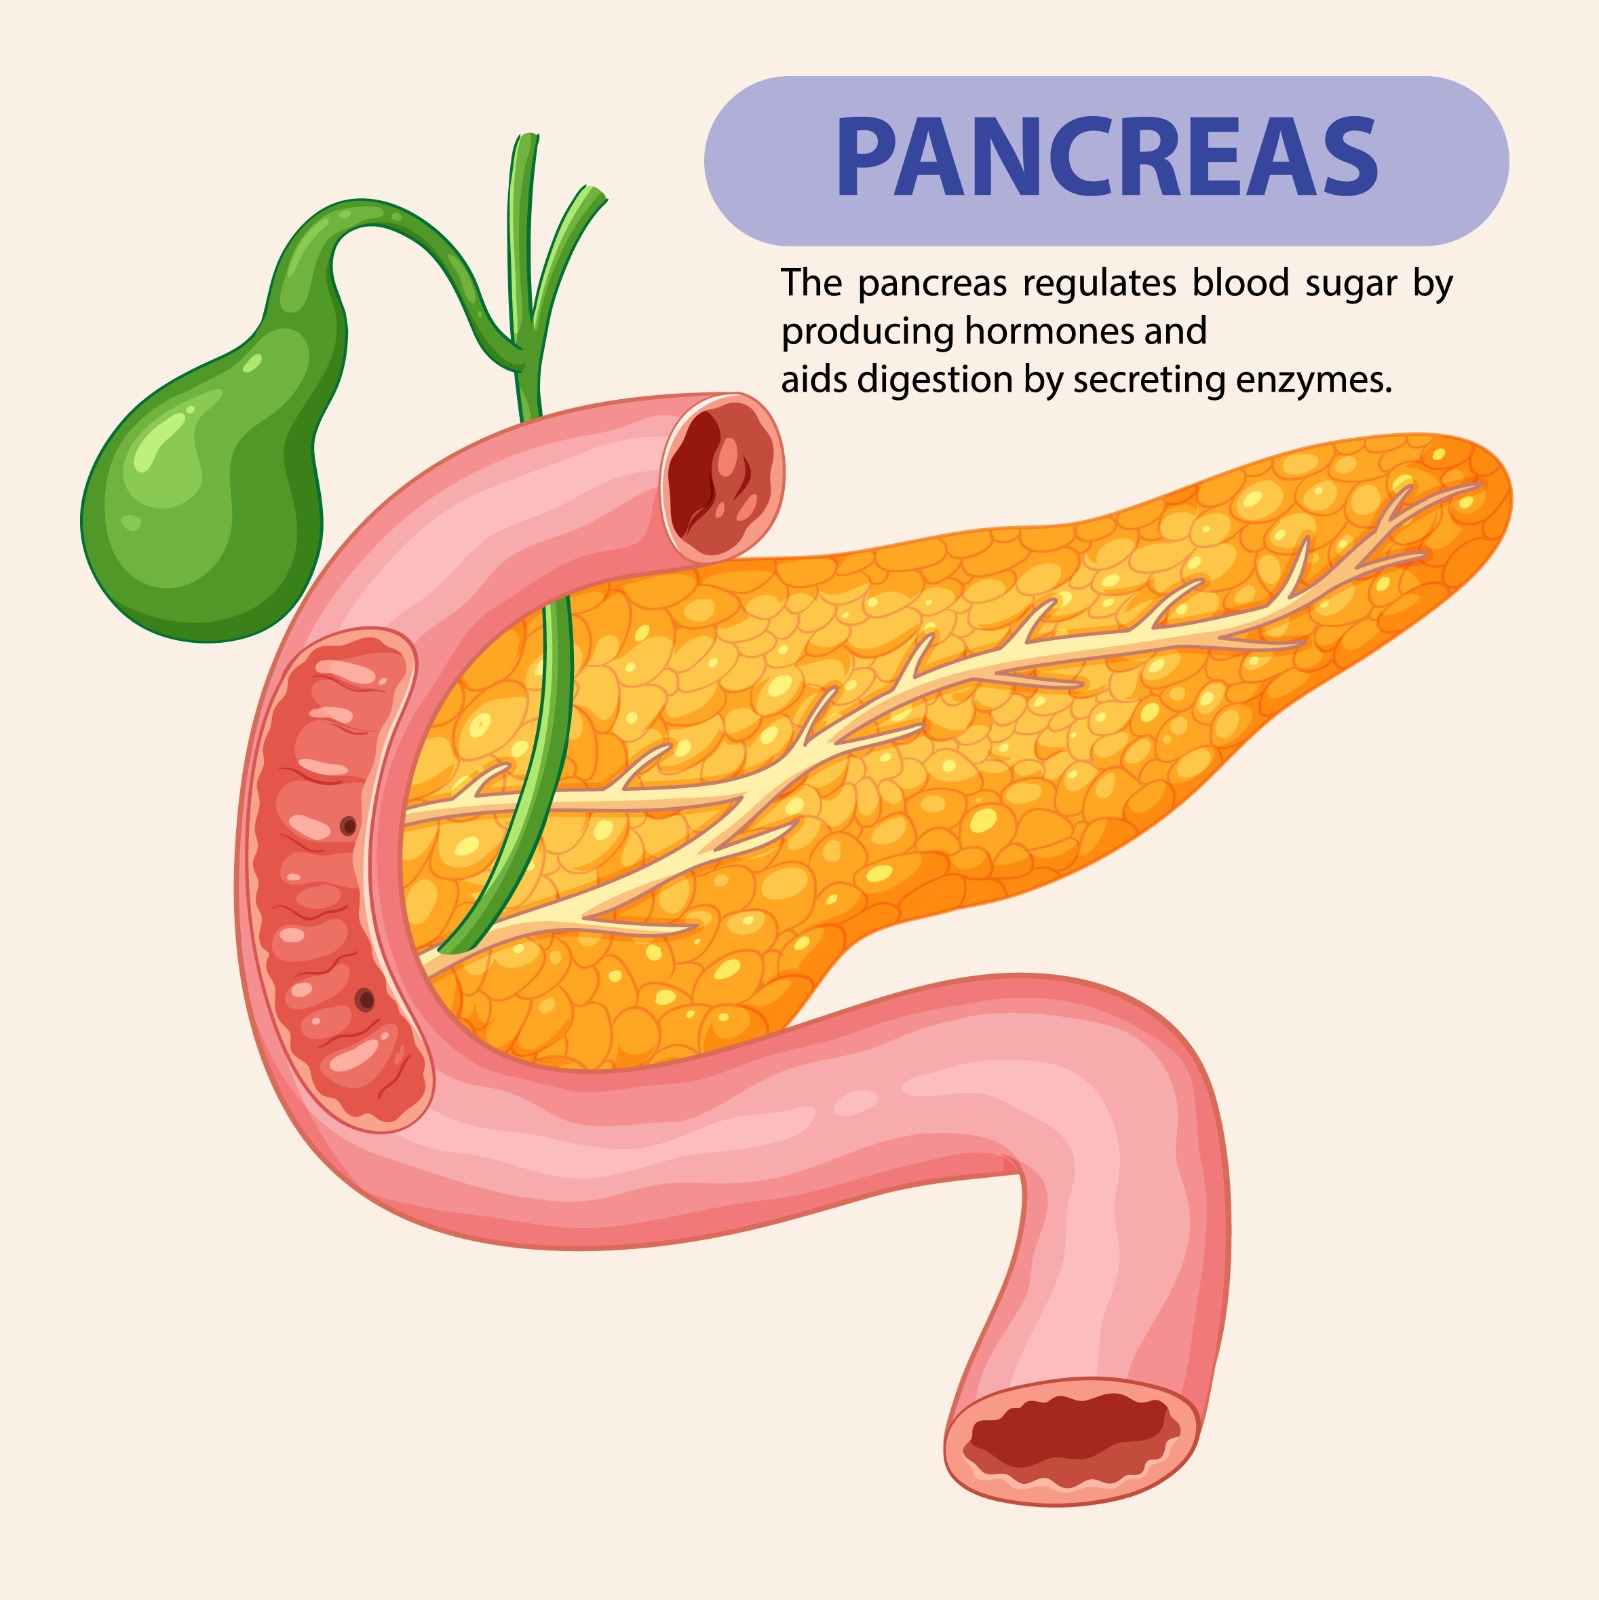 PANCREAS
The pancreas regulates blood sugar by
producing hormones and
aids digestion by secreting enzymes.